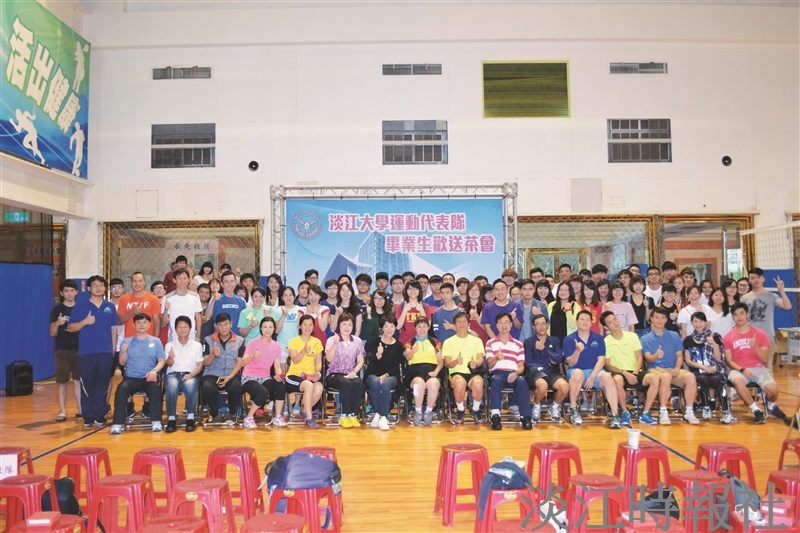 活出健康
淡江大學運動代表隊
畢業生歡送茶會
淡江時報社